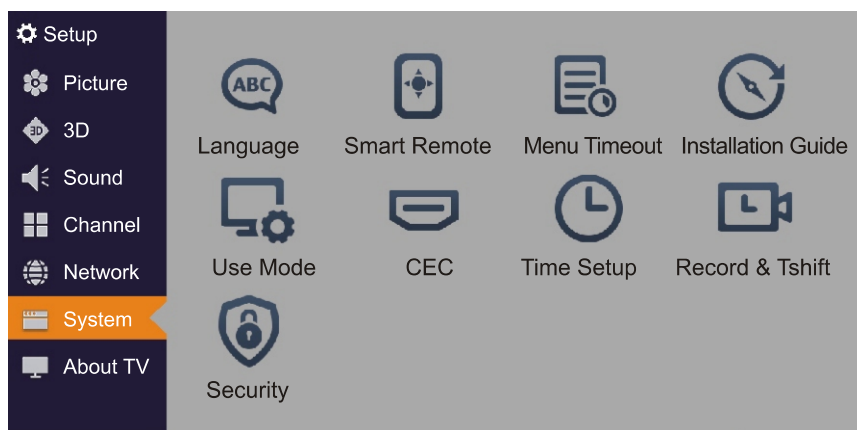 Setup
Picture
3D
3D
Sound
Channel
Network
System
About TV
ABC
Language
Smart Remote
Menu Timeout
Installation Guide
Use Mode
CEC
Time Setup
Record & Tshift
Security